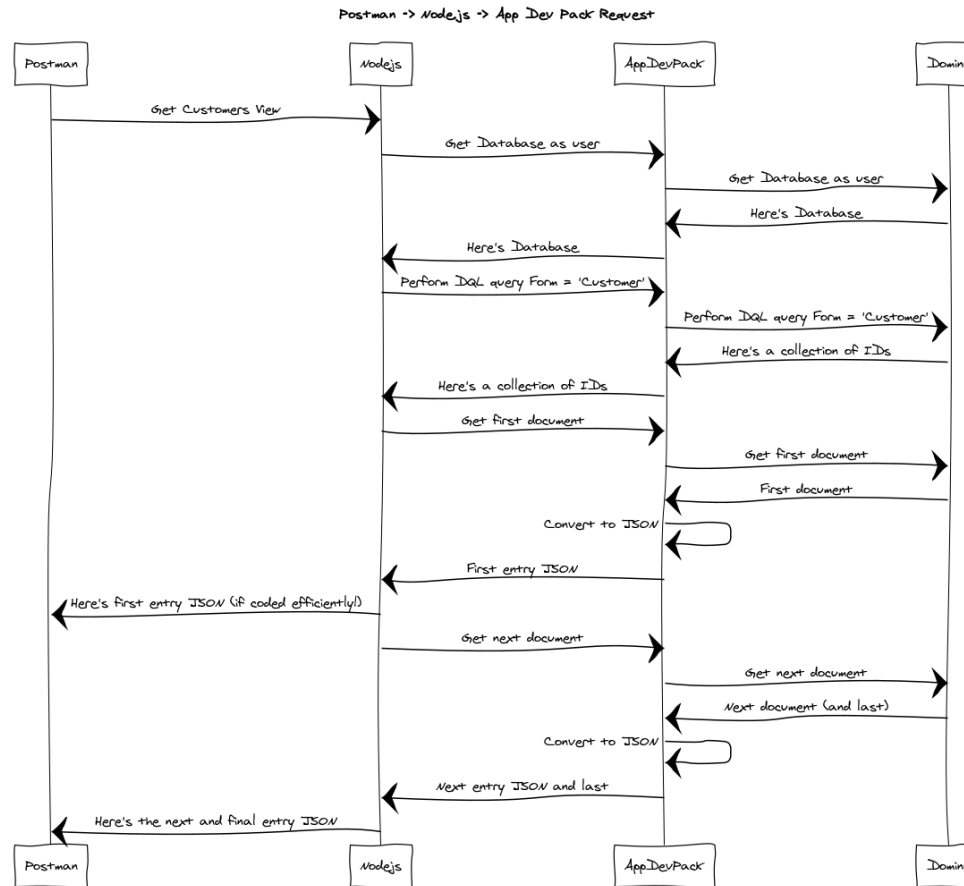 Postman -> Nodejs -> App Dev Pack Request
Postman
Nodejs
AppDevPack
Get Customers View
Get Database as user
Get Database as user
Here's Database
Here's Database
Perform DQL query Form = 'Customer'
Perform DQL query Form = 'Customer'
Here's a collection of IDs
Here's a collection of IDs
Get first document
Get first document
First document
Convert to JSON
First entry JSON
Here's first entry JSON (if coded efficiently!)
Get next document
Get next document
Next document (and last)
Convert to JSON
Next entry JSON and last
Here's the next and final entry JSON
Postman
Nodejs
AppDevPack